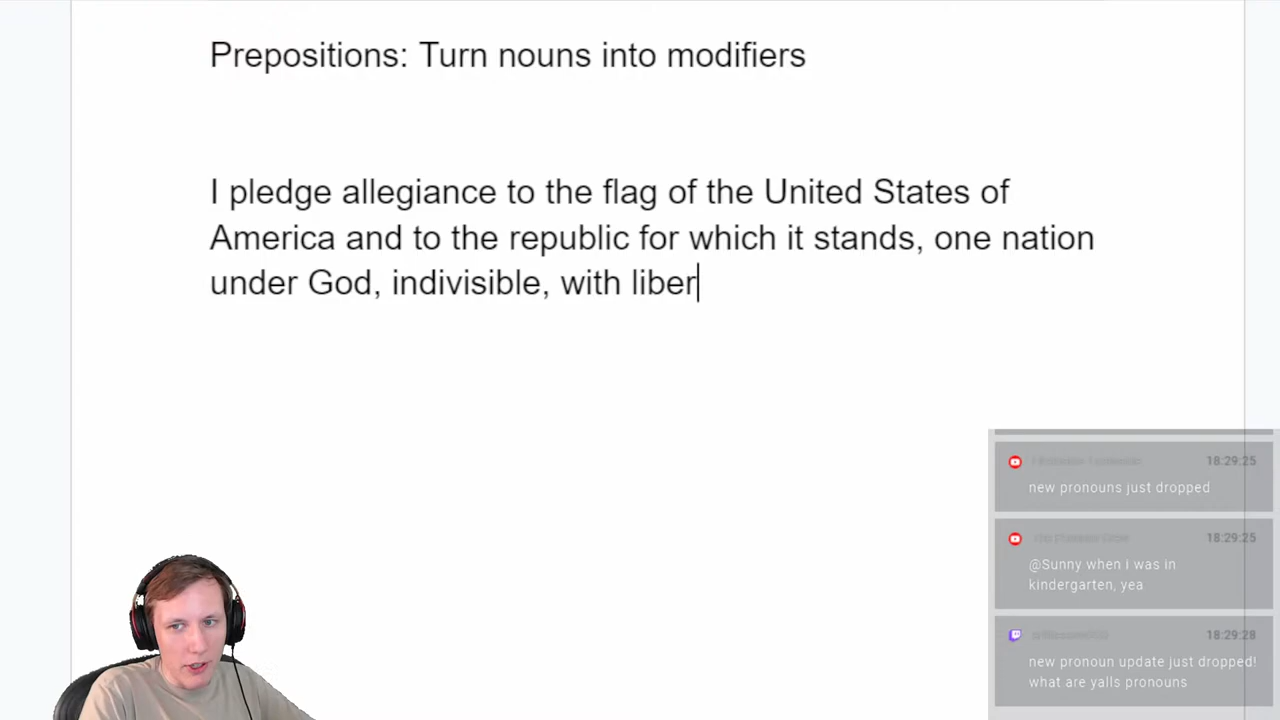 Prepositions: Turn nouns into modifiers
I pledge allegiance to the flag of the United States of
America and to the republic for which it stands, one nation
under God, indivisible, with liber
18:29:25
new pronouns just dropped
18:29:25
@Sunny when i was in
kindergarten, yea
18:29:28
new pronoun update just dropped!
what are yalls pronouns